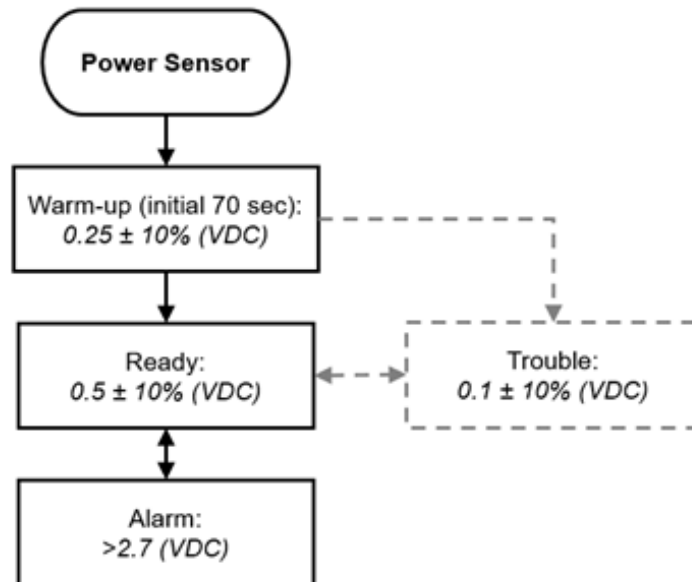 Power Sensor
Warm-up (initial 70 sec):
0.25 ± 10% (VDC)
Ready:
0.5 ± 10% (VDC)
Trouble:
0.1 ± 10% (VDC)
Alarm:
>2.7 (VDC)